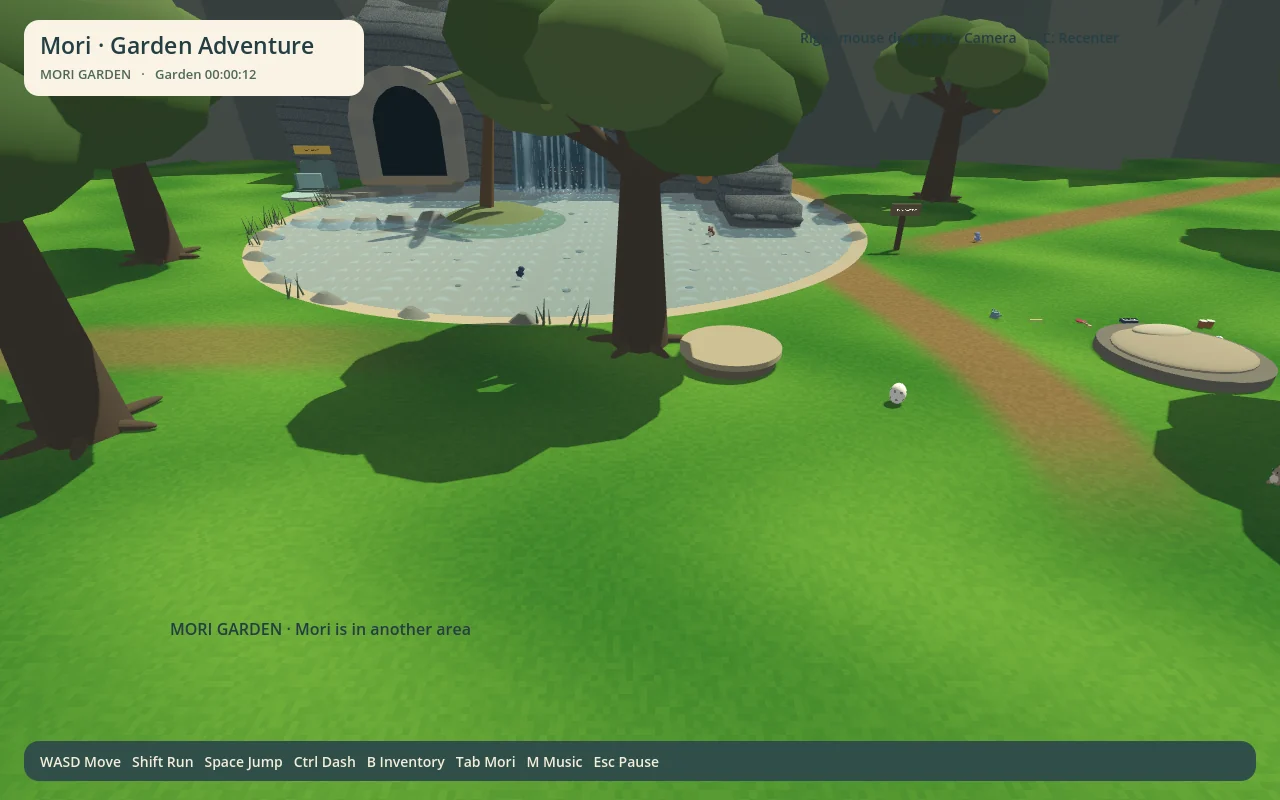 Mori · Garden Adventure
MORI GARDEN · Garden 00:00:12
Camera
C: Recenter
MORI GARDEN · Mori is in another area
WASD Move Shift Run Space Jump Ctrl Dash B Inventory Tab Mori M Music Esc Pause